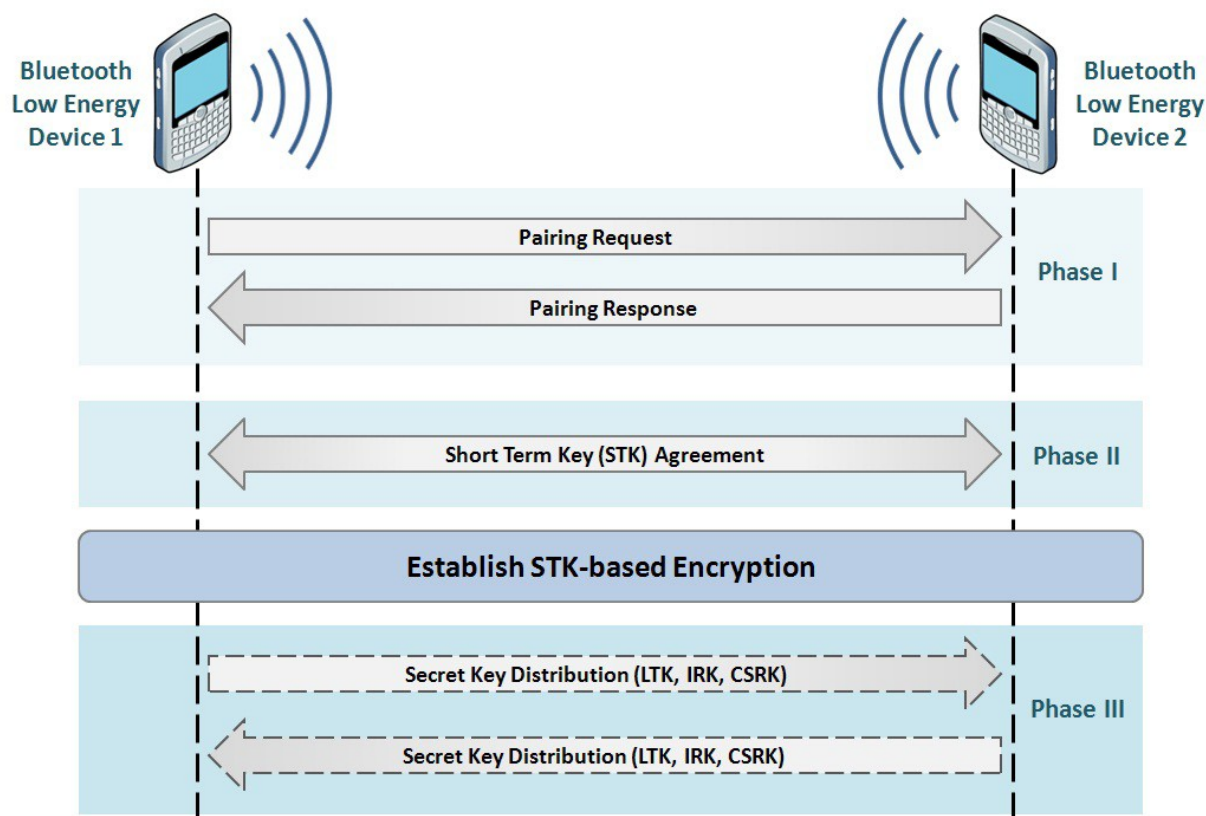 Bluetooth
Low Energy
Device 1
Bluetooth
Low Energy
Device 2
Pairing Request
Phase I
Pairing Response
Short Term Key (STK) Agreement
Phase II
Establish STK-based Encryption
Secret Key Distribution (LTK, IRK, CSRK)
Phase III
Secret Key Distribution (LTK, IRK, CSRK)